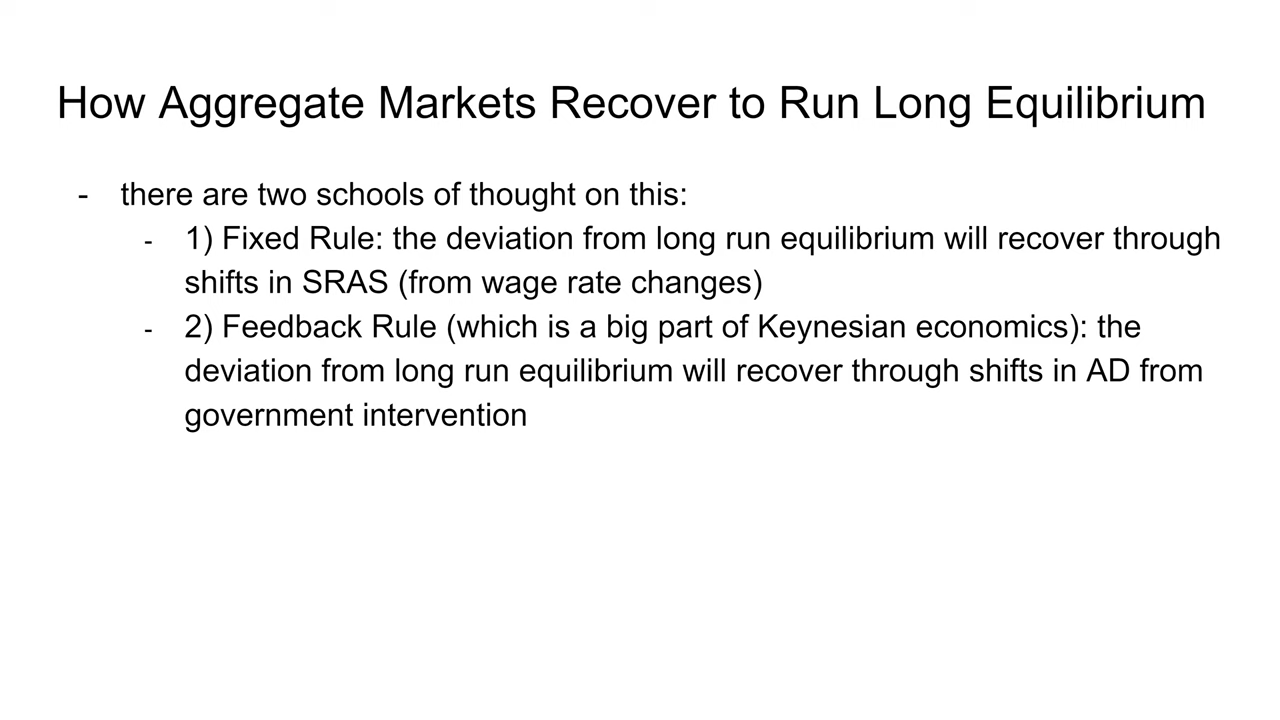 How Aggregate Markets Recover to Run Long Equilibrium
- there are two schools of thought on this:
- 1) Fixed Rule: the deviation from long run equilibrium will recover through
shifts in SRAS (from wage rate changes)
- 2) Feedback Rule (which is a big part of Keynesian economics): the
deviation from long run equilibrium will recover through shifts in AD from
government intervention